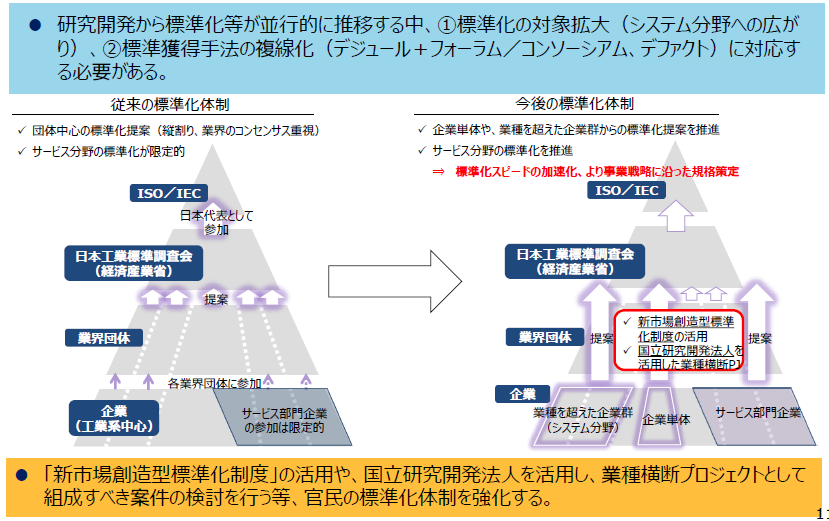 ● 研究開発から標準化等が並行的に推移する中、①標準化の対象拡大（システム分野への広が
り）、②標準獲得手法の複線化（デジュール＋フォーラム／コンソーシアム、デファクト）に対応す
る必要がある。
従来の標準化体制
✓ 団体中心の標準化提案（縦割り、業界のコンセンサス重視）
✓ サービス分野の標準化が限定的
ISO／IEC
日本代表として
参加
日本工業標準調査会
（経済産業省）
提案
業界団体
各業界団体に参加
企業
（工業系中心）
サービス部門企業
の参加は限定的
今後の標準化体制
✓ 企業単体や、業種を超えた企業群からの標準化提案を推進
✓ サービス分野の標準化を推進
⇒ 標準化スピードの加速化、より事業戦略に沿った規格策定
ISO／IEC
日本工業標準調査会
（経済産業省）
業界団体
提案
✓ 新市場創造型標準
化制度の活用
✓ 国立研究開発法人を
活用した業種横断PJ
提案
企業
業種を超えた企業群
（システム分野）
企業単体
サービス部門企業
● 「新市場創造型標準化制度」の活用や、国立研究開発法人を活用し、業種横断プロジェクトとして
組成すべき案件の検討を行う等、官民の標準化体制を強化する。